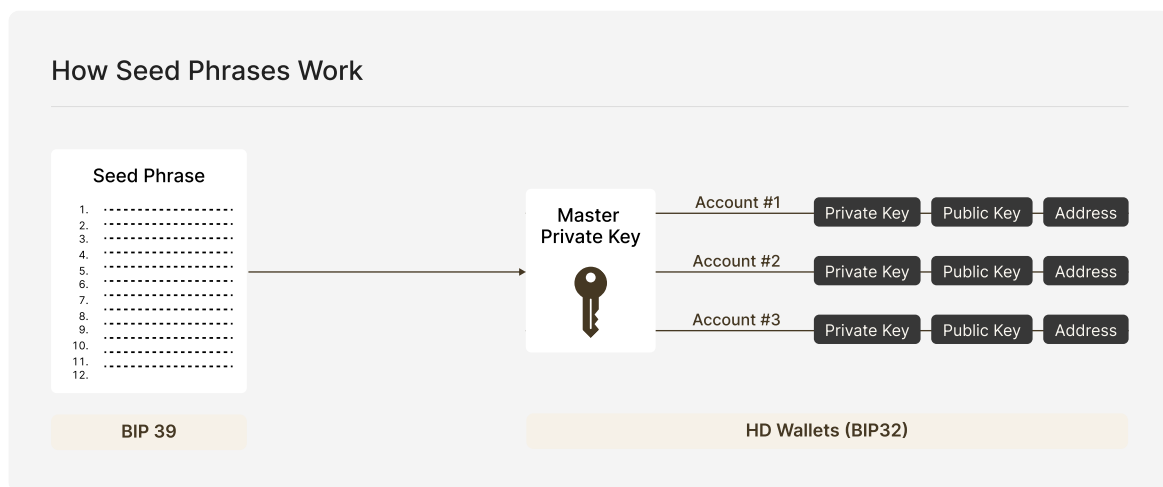 How Seed Phrases Work
Seed Phrase
1.
2.
3.
4.
5.
6.
7.
8.
9.
10.
11.
12.
BIP 39
Master
Private Key
Account #1
Private Key
Public Key
Address
Account #2
Private Key
Public Key
Address
Account #3
Private Key
Public Key
Address
HD Wallets (BIP32)